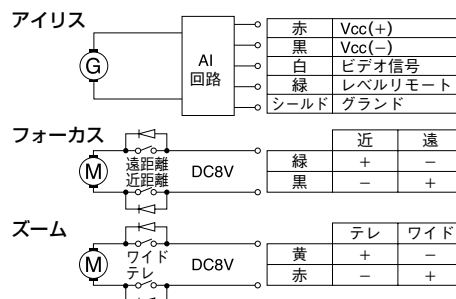 アイリス
G
AI
回路
赤 Vcc(+)
黒 Vcc(−)
白 ビデオ信号
緑 レベルリモート
シールド グランド
フォーカス
M
遠距離
近距離
DC8V
近 遠
緑 + −
黒 − +
ズーム
M
ワイド
テレ
DC8V
テレ ワイド
黄 + −
赤 − +